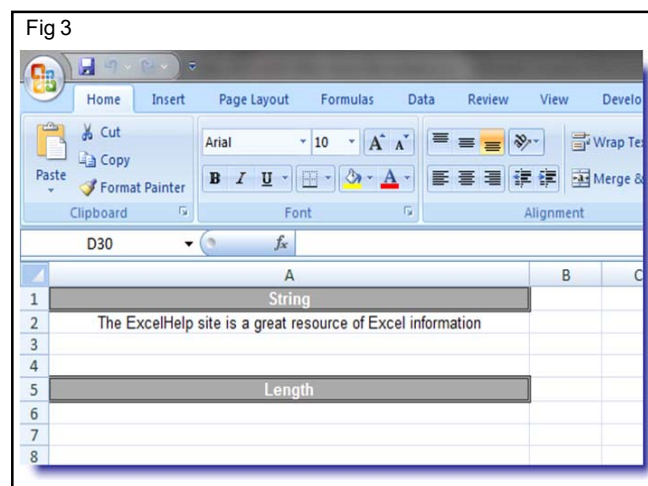 Fig 3
Home Insert Page Layout Formulas Data Review View Develo
Cut
Copy
Format Painter
Paste
Clipboard
Arial 10 A A
B I U A
Font
Wrap Te
Merge &
Alignment
D30 fx
A B C
1 String
2 The ExcelHelp site is a great resource of Excel information
3
4
5 Length
6
7
8